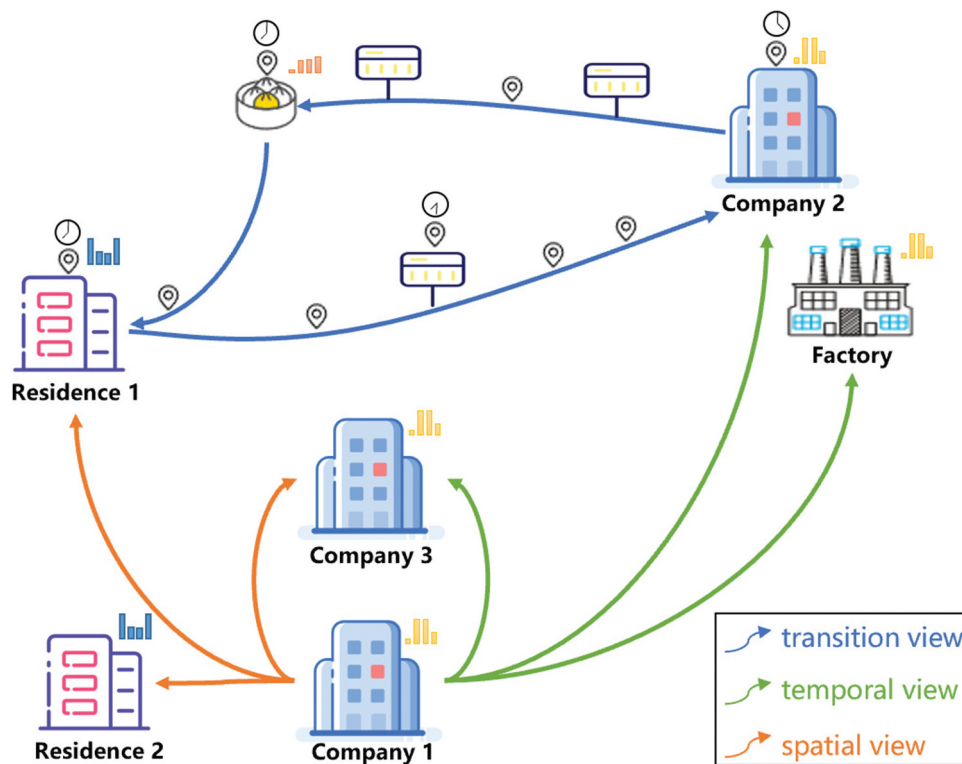 Company 2
Factory
Residence 1
Company 3
Residence 2
Company 1
transition view
temporal view
spatial view